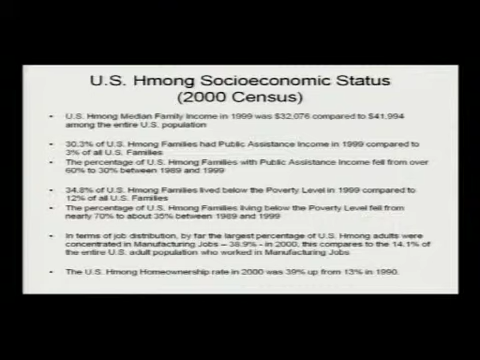 U.S. Hmong Socioeconomic Status
(2000 Census)
• U.S. Hmong Median Family Income in 1999 was $32,076 compared to $41,994
among the entire U.S. population
• 30.3% of U.S. Hmong Families had Public Assistance Income in 1999 compared to
3% of all U.S. Families
• The percentage of U.S. Hmong Families with Public Assistance Income fell from over
60% to 30% between 1989 and 1999
• 34.8% of U.S. Hmong Families lived below the Poverty Level in 1999 compared to
12% of all U.S. Families
• The percentage of U.S. Hmong Families living below the Poverty Level fell from
nearly 70% to about 35% between 1989 and 1999
• In terms of job distribution, by far the largest percentage of U.S. Hmong adults were
concentrated in Manufacturing Jobs – 38.9% - in 2000, this compares to the 14.1% of
the entire U.S. adult population who worked in Manufacturing Jobs
• The U.S. Hmong Homeownership rate in 2000 was 39% up from 13% in 1990.